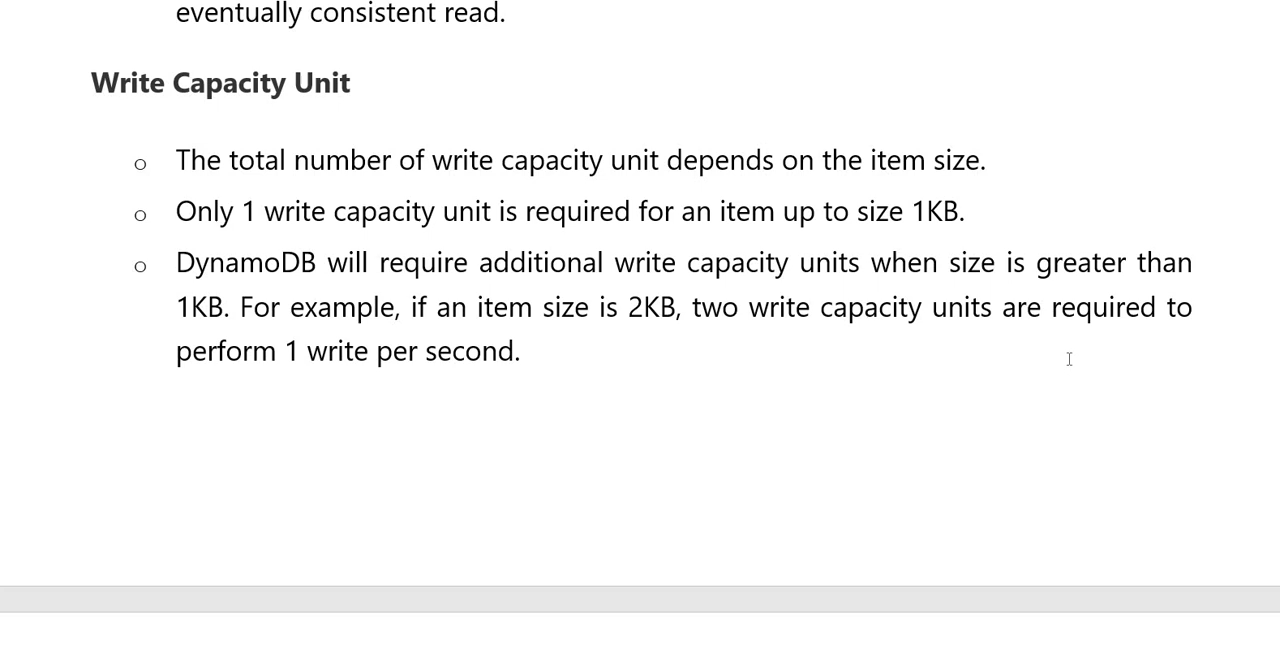 eventually consistent read.
Write Capacity Unit
o The total number of write capacity unit depends on the item size.
o Only 1 write capacity unit is required for an item up to size 1KB.
o DynamoDB will require additional write capacity units when size is greater than
1KB. For example, if an item size is 2KB, two write capacity units are required to
perform 1 write per second.